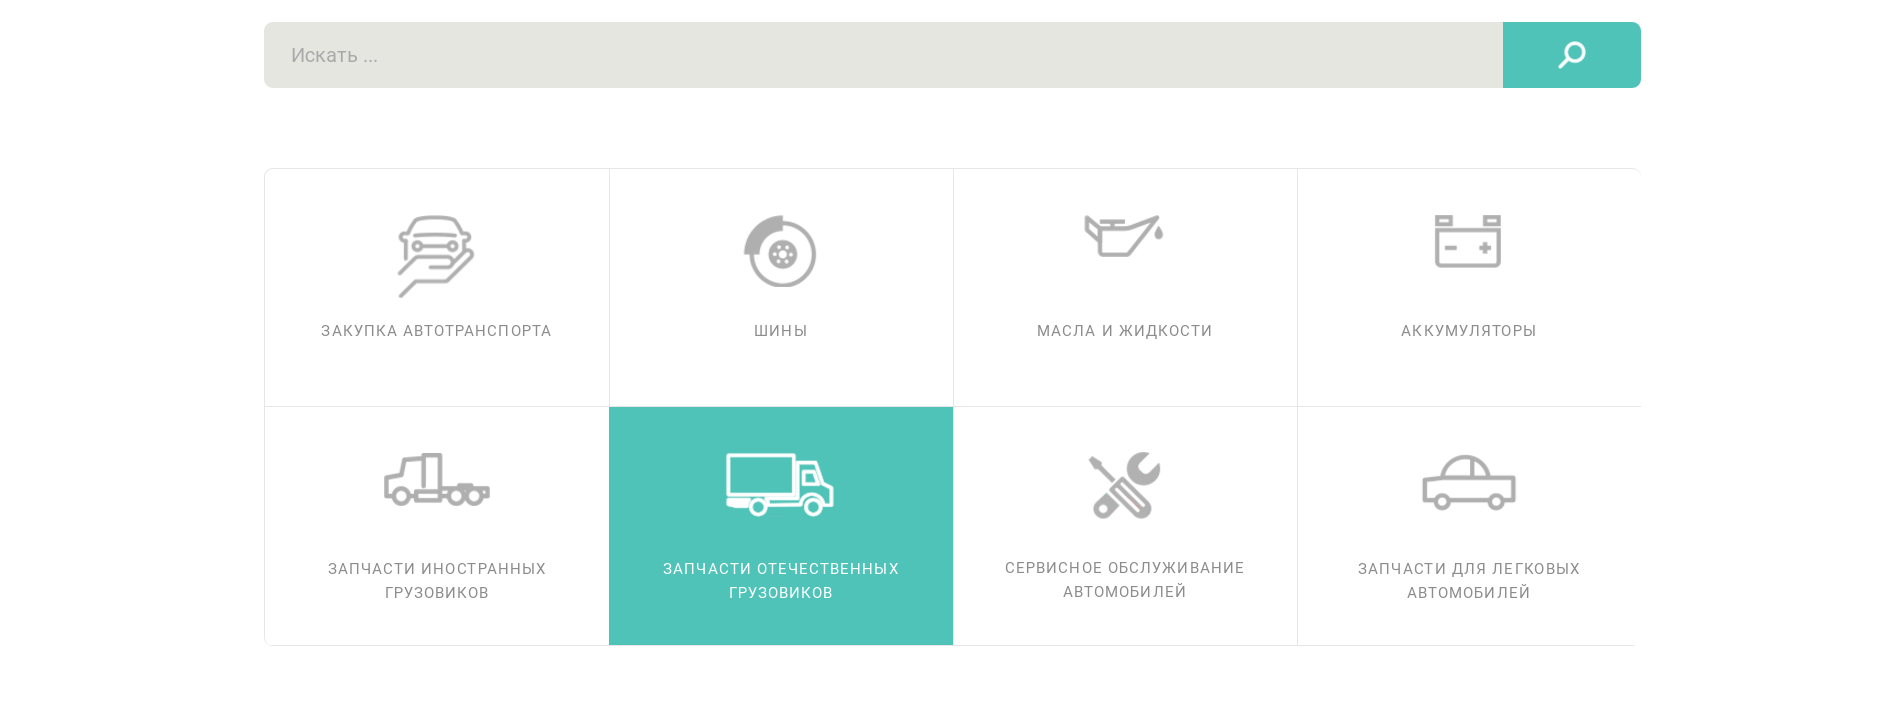 Искать ...
ЗАКУПКА АВТОТРАНСПОРТА
ШИНЫ
МАСЛА И ЖИДКОСТИ
АККУМУЛЯТОРЫ
ЗАПЧАСТИ ИНОСТРАННЫХ
ГРУЗОВИКОВ
ЗАПЧАСТИ ОТЕЧЕСТВЕННЫХ
ГРУЗОВИКОВ
СЕРВИСНОЕ ОБСЛУЖИВАНИЕ
АВТОМОБИЛЕЙ
ЗАПЧАСТИ ДЛЯ ЛЕГКОВЫХ
АВТОМОБИЛЕЙ